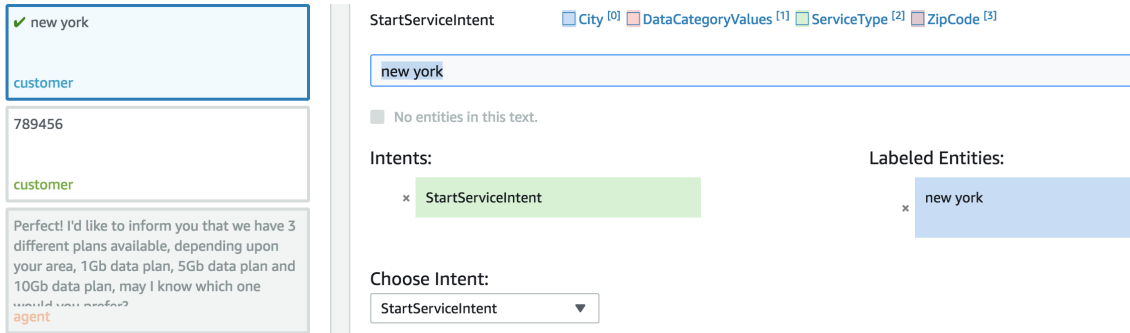 ✔ new york
customer
789456
customer
Perfect! I'd like to inform you that we have 3
different plans available, depending upon
your area, 1Gb data plan, 5Gb data plan and
10Gb data plan, may I know which one
would you prefer?
agent
StartServiceIntent City [0] DataCategoryValues [1] ServiceType [2] ZipCode [3]
new york
No entities in this text.
Intents:
× StartServiceIntent
Labeled Entities:
× new york
Choose Intent:
StartServiceIntent ▼